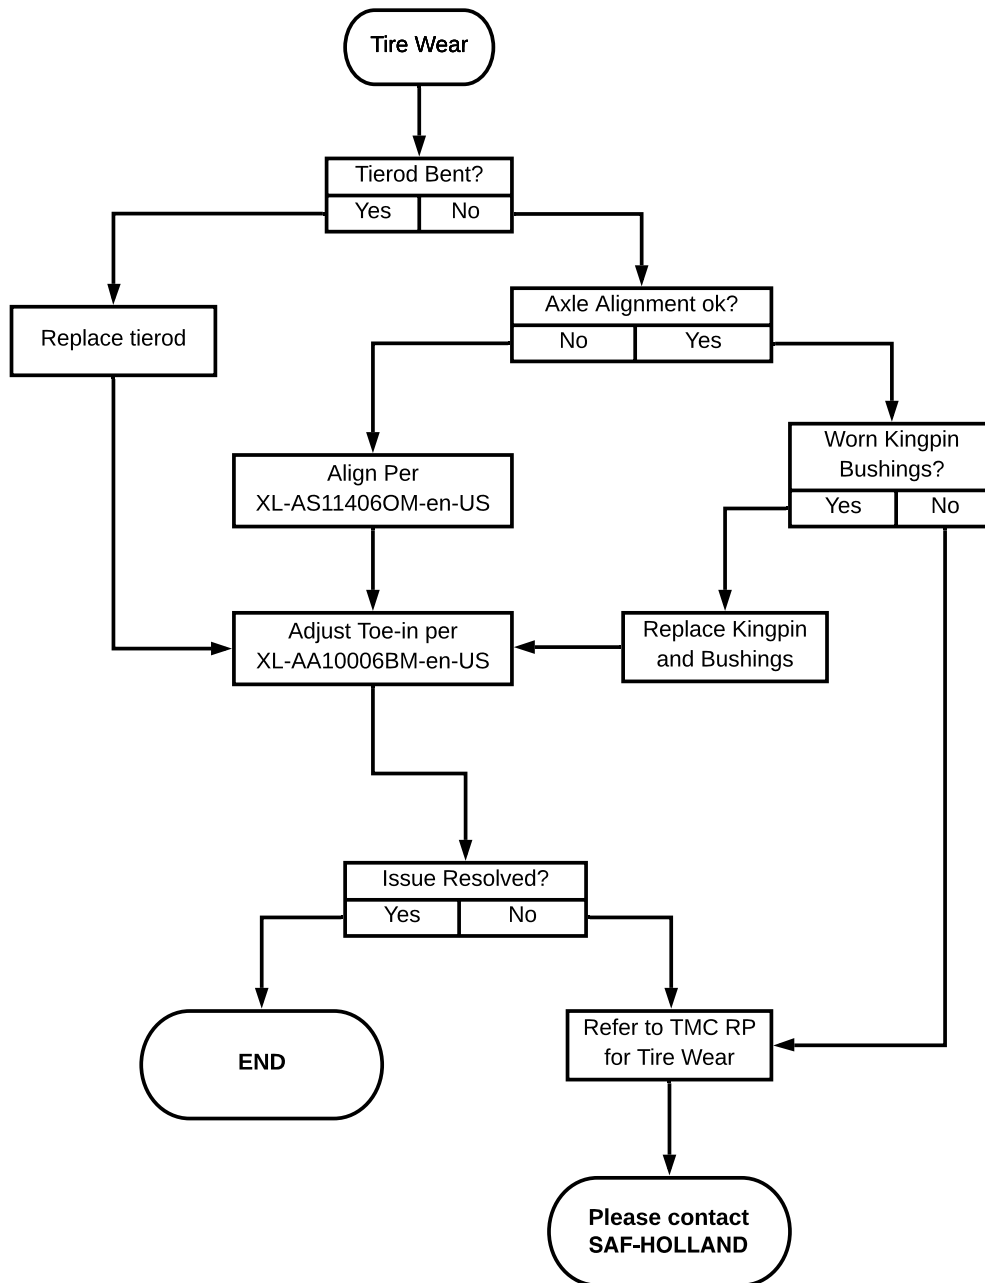 Tire Wear
Tierod Bent?
Yes
No
Axle Alignment ok?
No
Yes
Replace tierod
Worn Kingpin
Bushings?
Yes
No
Align Per
XL-AS11406OM-en-US
Adjust Toe-in per
XL-AA10006BM-en-US
Replace Kingpin
and Bushings
Issue Resolved?
Yes
No
END
Refer to TMC RP
for Tire Wear
Please contact
SAF-HOLLAND